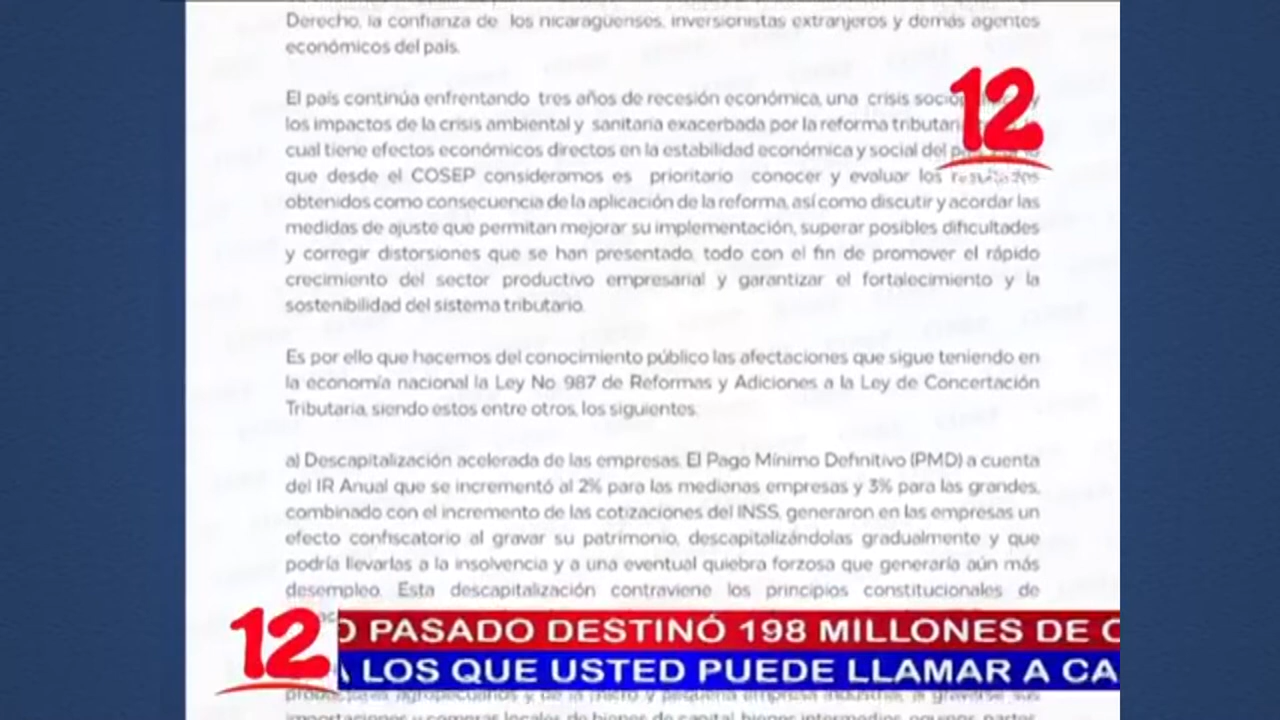 Derecho, la confianza de los nicaragüenses, inversionistas extranjeros y demás agentes
económicos del país.
El país continúa enfrentando tres años de recesión económica, una crisis
los impactos de la crisis ambiental y sanitaria exacerbada por la reforma
cual tiene efectos económicos directos en la estabilidad económica y social del
que desde el COSEP consideramos es prioritario conocer y evaluar los resultados
obtenidos como consecuencia de la aplicación de la reforma, así como discutir y acordar las
medidas de ajuste que permitan mejorar su implementación, superar posibles dificultades
y corregir distorsiones que se han presentado, todo con el fin de promover el rápido
crecimiento del sector productivo empresarial y garantizar el fortalecimiento y la
sostenibilidad del sistema tributario.
Es por ello que hacemos del conocimiento público las afectaciones que sigue teniendo en
la economía nacional la Ley No. 987 de Reformas y Adiciones a la Ley de Concertación
Tributaria, siendo estos entre otros, los siguientes:
a) Descapitalización acelerada de las empresas. El Pago Mínimo Definitivo (PMD) a cuenta
del IR Anual que se incrementó al 2% para las medianas empresas y 3% para las grandes,
combinado con el incremento de las cotizaciones del INSS, generaron en las empresas un
efecto confiscatorio al gravar su patrimonio, descapitalizándolas gradualmente y que
podría llevarlas a la insolvencia y a una eventual quiebra forzosa que generaría aún más
desempleo. Esta descapitalización contraviene los principios constitucionales de
12
12
O PASADO DESTINÓ 198 MILLONES DE
A LOS QUE USTED PUEDE LLAMAR A CA
productores agropecuarios y de la micro y pequeña empresa industrial, a gravarse sus